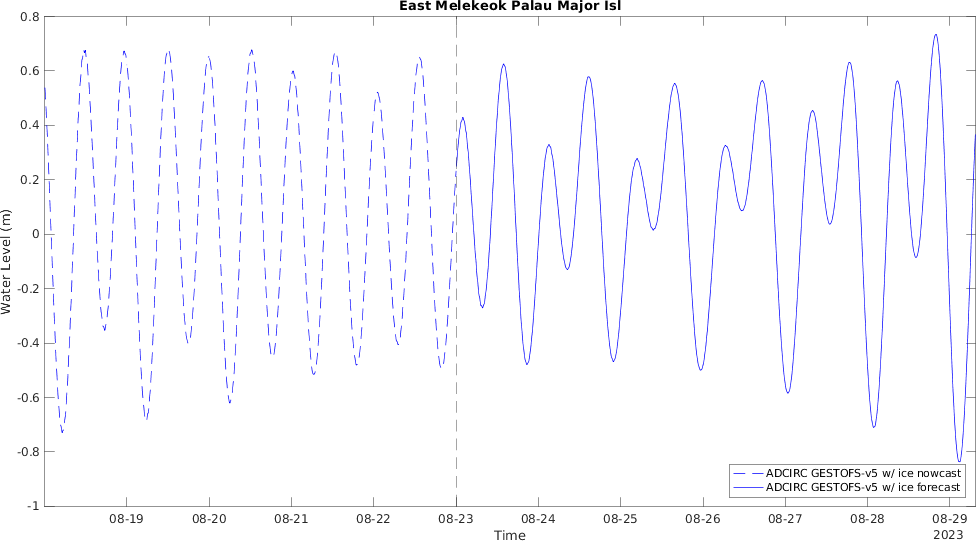 East Melekeok Palau Major Isl
0.8
0.6
0.4
0.2
0
-0.2
-0.4
-0.6
-0.8
-1
Water Level (m)
ADCIRC GESTOFS-v5 w/ ice nowcast
ADCIRC GESTOFS-v5 w/ ice forecast
08-19 08-20 08-21 08-22 08-23 08-24 08-25 08-26 08-27 08-28 08-29
2023
Time